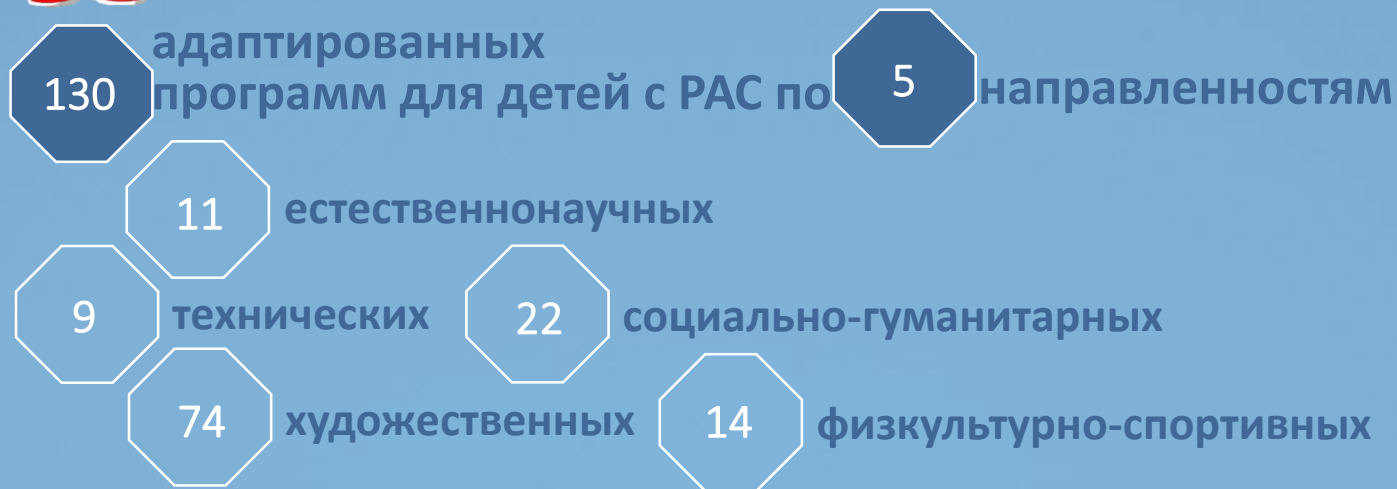 адаптированных
130 программ для детей с РАС по 5 направленностям
11 естественнонаучных
9 технических 22 социально-гуманитарных
74 художественных 14 физкультурно-спортивных